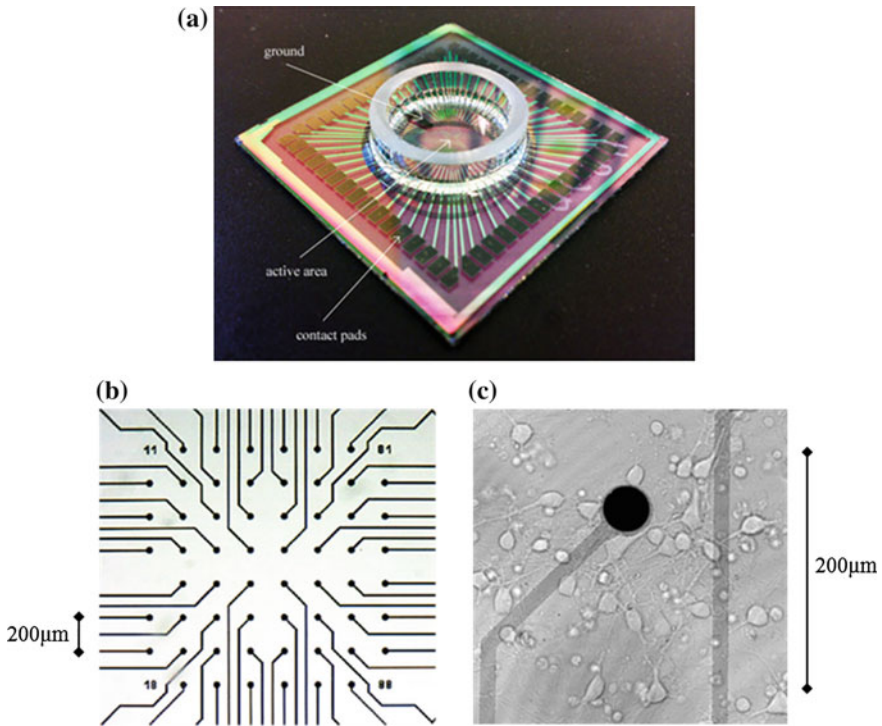 (a)
ground
active area
contact pads
(b)
(c)
11
81
200μm
200μm
18
88